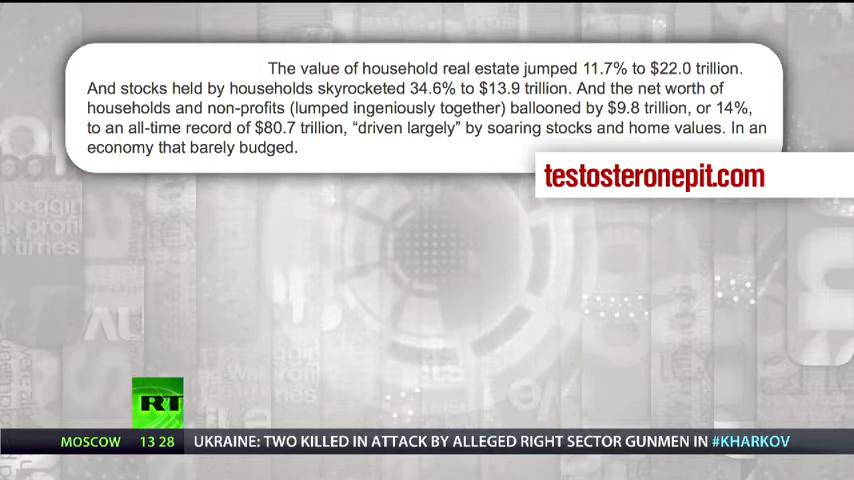 The value of household real estate jumped 11.7% to $22.0 trillion.
And stocks held by households skyrocketed 34.6% to $13.9 trillion. And the net worth of
households and non-profits (lumped ingeniously together) ballooned by $9.8 trillion, or 14%,
to an all-time record of $80.7 trillion, “driven largely” by soaring stocks and home values. In an
economy that barely budged.
testosteronepit.com
beggin
sk profil
t times
RT
MOSCOW 13 28 UKRAINE: TWO KILLED IN ATTACK BY ALLEGED RIGHT SECTOR GUNMEN IN #KHARKOV